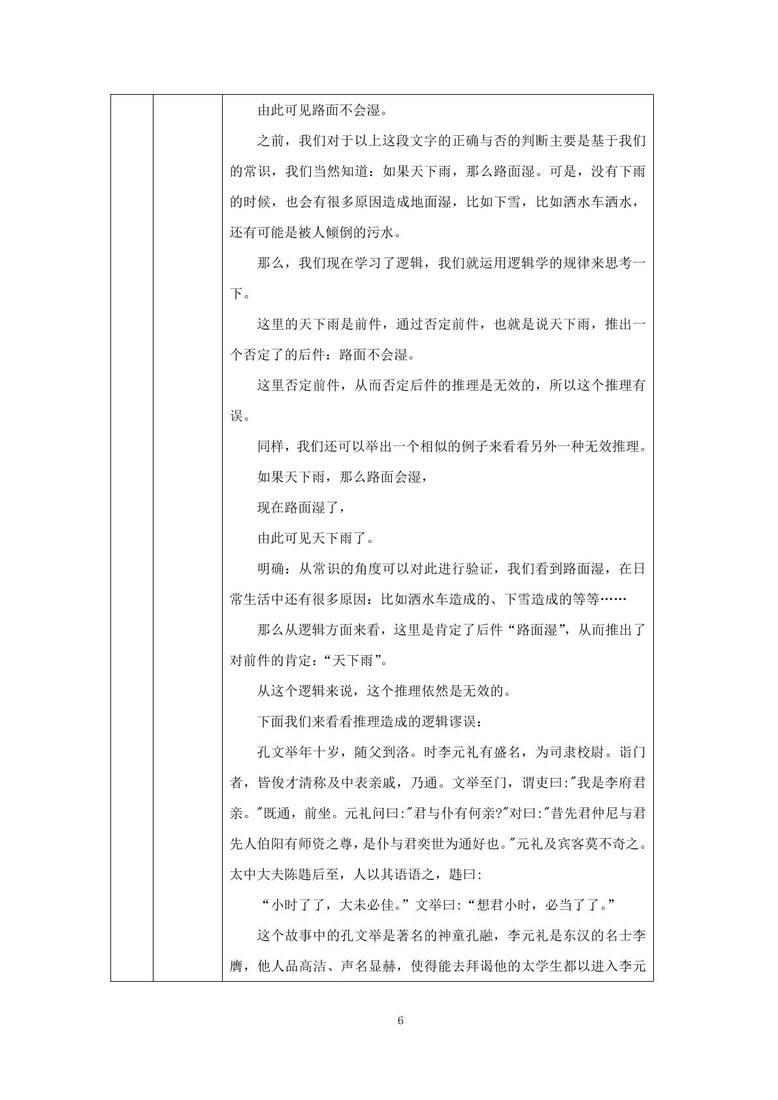 由此可见路面不会湿。
之前，我们对于以上这段文字的正确与否的判断主要是基于我们
的常识，我们当然知道：如果天下雨，那么路面湿。可是，没有下雨
的时候，也会有很多原因造成地面湿，比如下雪，比如洒水车洒水，
还有可能是被人倾倒的污水。
那么，我们现在学习了逻辑，我们就运用逻辑学的规律来思考一
下。
这里的天下雨是前件，通过否定前件，也就是说天下雨，推出一
个否定了的后件：路面不会湿。
这里否定前件，从而否定后件的推理是无效的，所以这个推理有
误。
同样，我们还可以举出一个相似的例子来看看另外一种无效推理。
如果天下雨，那么路面会湿，
现在路面湿了，
由此可见天下雨了。
明确：从常识的角度可以对此进行验证，我们看到路面湿，在日
常生活中还有很多原因：比如洒水车造成的、下雪造成的等等……
那么从逻辑方面来看，这里是肯定了后件“路面湿”，从而推出了
对前件的肯定：“天下雨”。
从这个逻辑来说，这个推理依然是无效的。
下面我们来看看推理造成的逻辑谬误：
孔文举年十岁，随父到洛。时李元礼有盛名，为司隶校尉。诣门
者，皆俊才清称及中表亲戚，乃通。文举至门，谓吏曰:"我是李府君
亲。"既通，前坐。元礼问曰:"君与仆有何亲?"对曰:"昔先君仲尼与君
先人伯阳有师资之尊，是仆与君奕世为通好也。"元礼及宾客莫不奇之。
太中大夫陈韪后至，人以其语语之，韪曰:
“小时了了，大未必佳。”文举曰:“想君小时，必当了了。”
这个故事中的孔文举是著名的神童孔融，李元礼是东汉的名士李
膺，他人品高洁、声名显赫，使得能去拜谒他的太学生都以进入李元
6